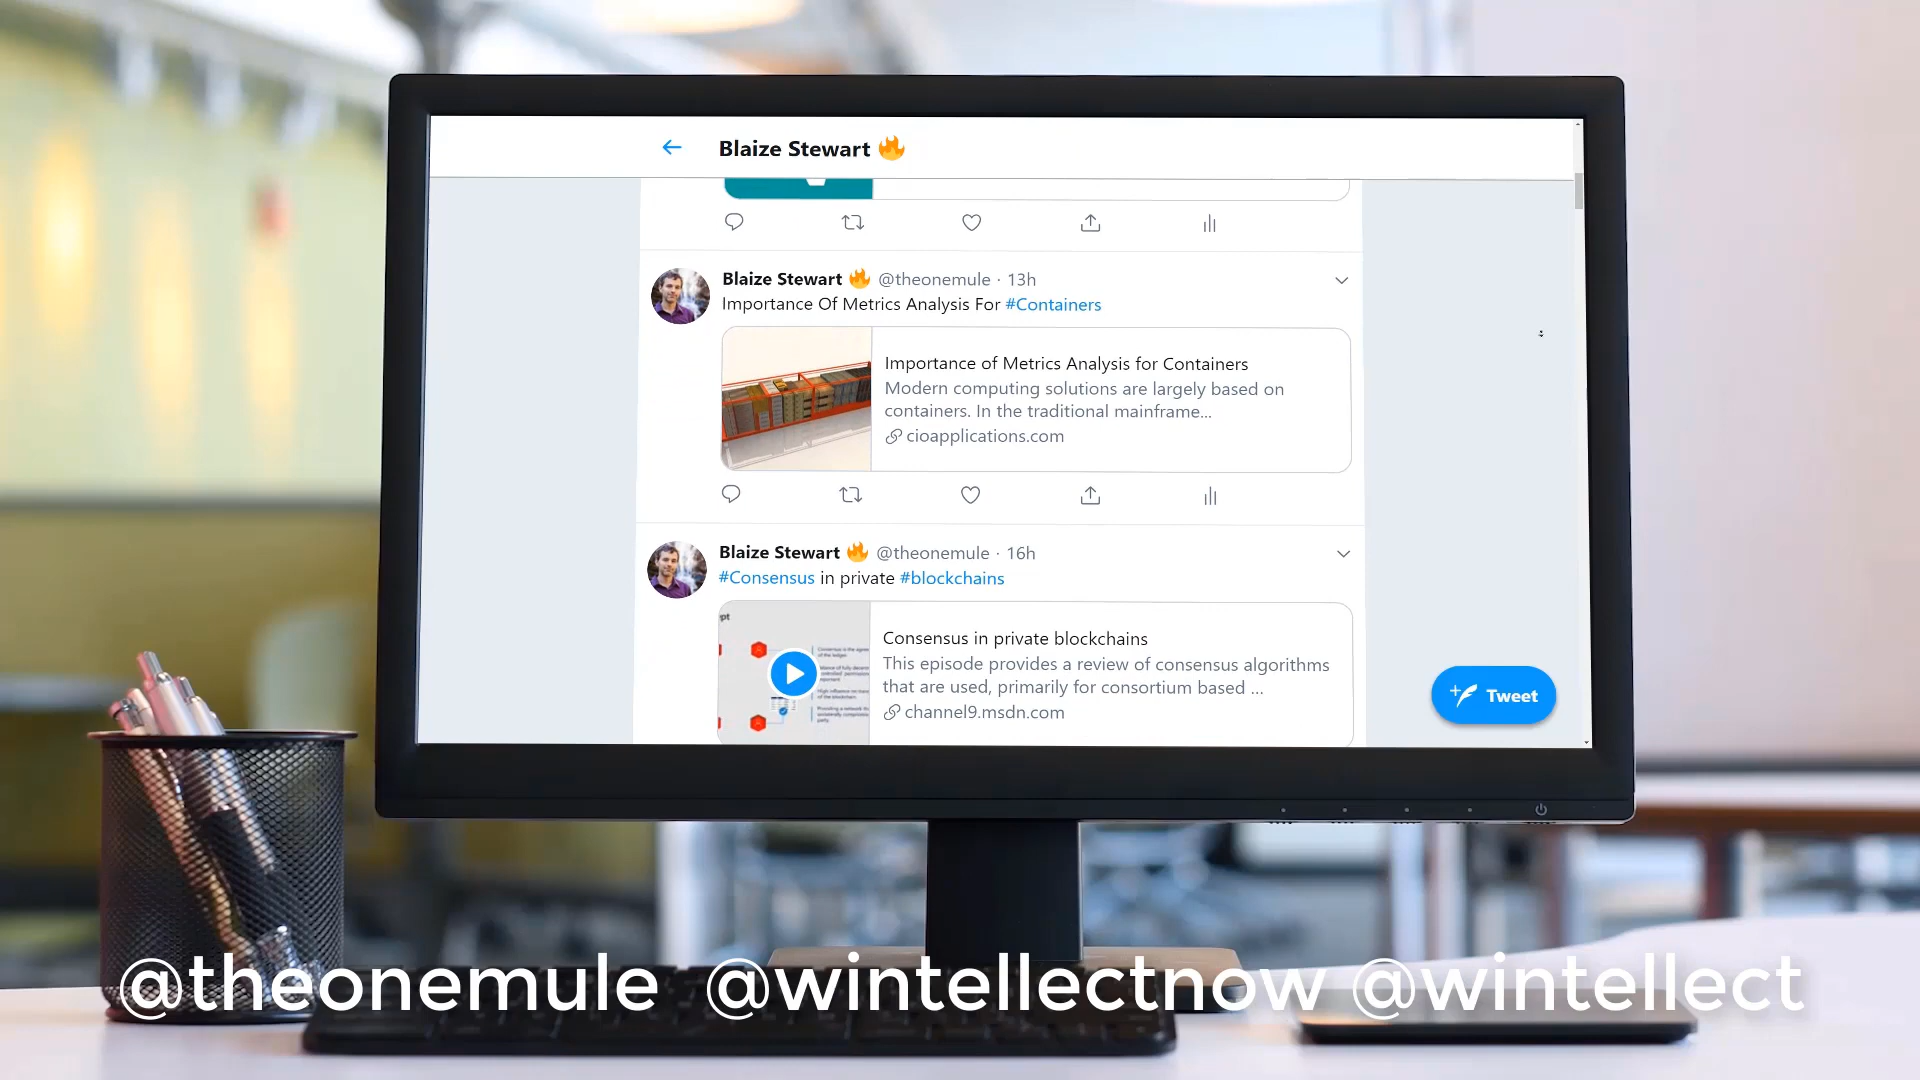 Blaize Stewart 🔥
Blaize Stewart 🔥 @theonemule · 13h
Importance Of Metrics Analysis For #Containers
Importance of Metrics Analysis for Containers
Modern computing solutions are largely based on
containers. In the traditional mainframe...
cioapplications.com
Blaize Stewart 🔥 @theonemule · 16h
#Consensus in private #blockchains
Consensus in private blockchains
This episode provides a review of consensus algorithms
that are used, primarily for consortium based ...
channel9.msdn.com
Tweet
@theonemule @wintellectnow @wintellect